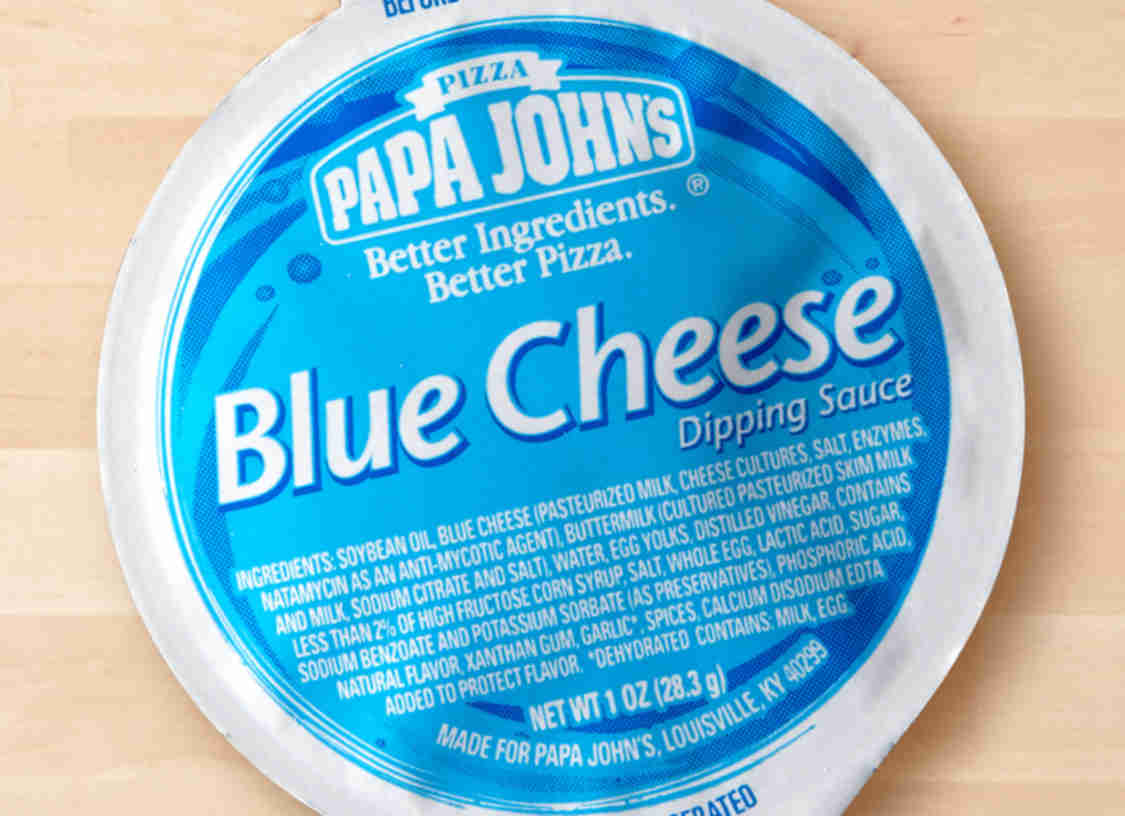 PIZZA
PAPA JOHN'S
Better Ingredients.
Better Pizza. ®
Blue Cheese
Dipping Sauce
INGREDIENTS: SOYBEAN OIL, BLUE CHEESE (PASTEURIZED MILK, CHEESE CULTURES, SALT, ENZYMES,
NATAMYCIN AS AN ANTI-MYCOTIC AGENT), BUTTERMILK (CULTURED PASTEURIZED SKIM MILK
AND MILK, SODIUM CITRATE AND SALT), WATER, EGG YOLKS, DISTILLED VINEGAR, CONTAINS
LESS THAN 2% OF HIGH FRUCTOSE CORN SYRUP, SALT, WHOLE EGG, LACTIC ACID, SUGAR,
SODIUM BENZOATE AND POTASSIUM SORBATE (AS PRESERVATIVES), PHOSPHORIC ACID,
NATURAL FLAVOR, XANTHAN GUM, GARLIC*, SPICES, CALCIUM DISODIUM EDTA
ADDED TO PROTECT FLAVOR. *DEHYDRATED CONTAINS: MILK, EGG.
NET WT 1 OZ (28.3 g)
MADE FOR PAPA JOHN'S, LOUISVILLE, KY 40299